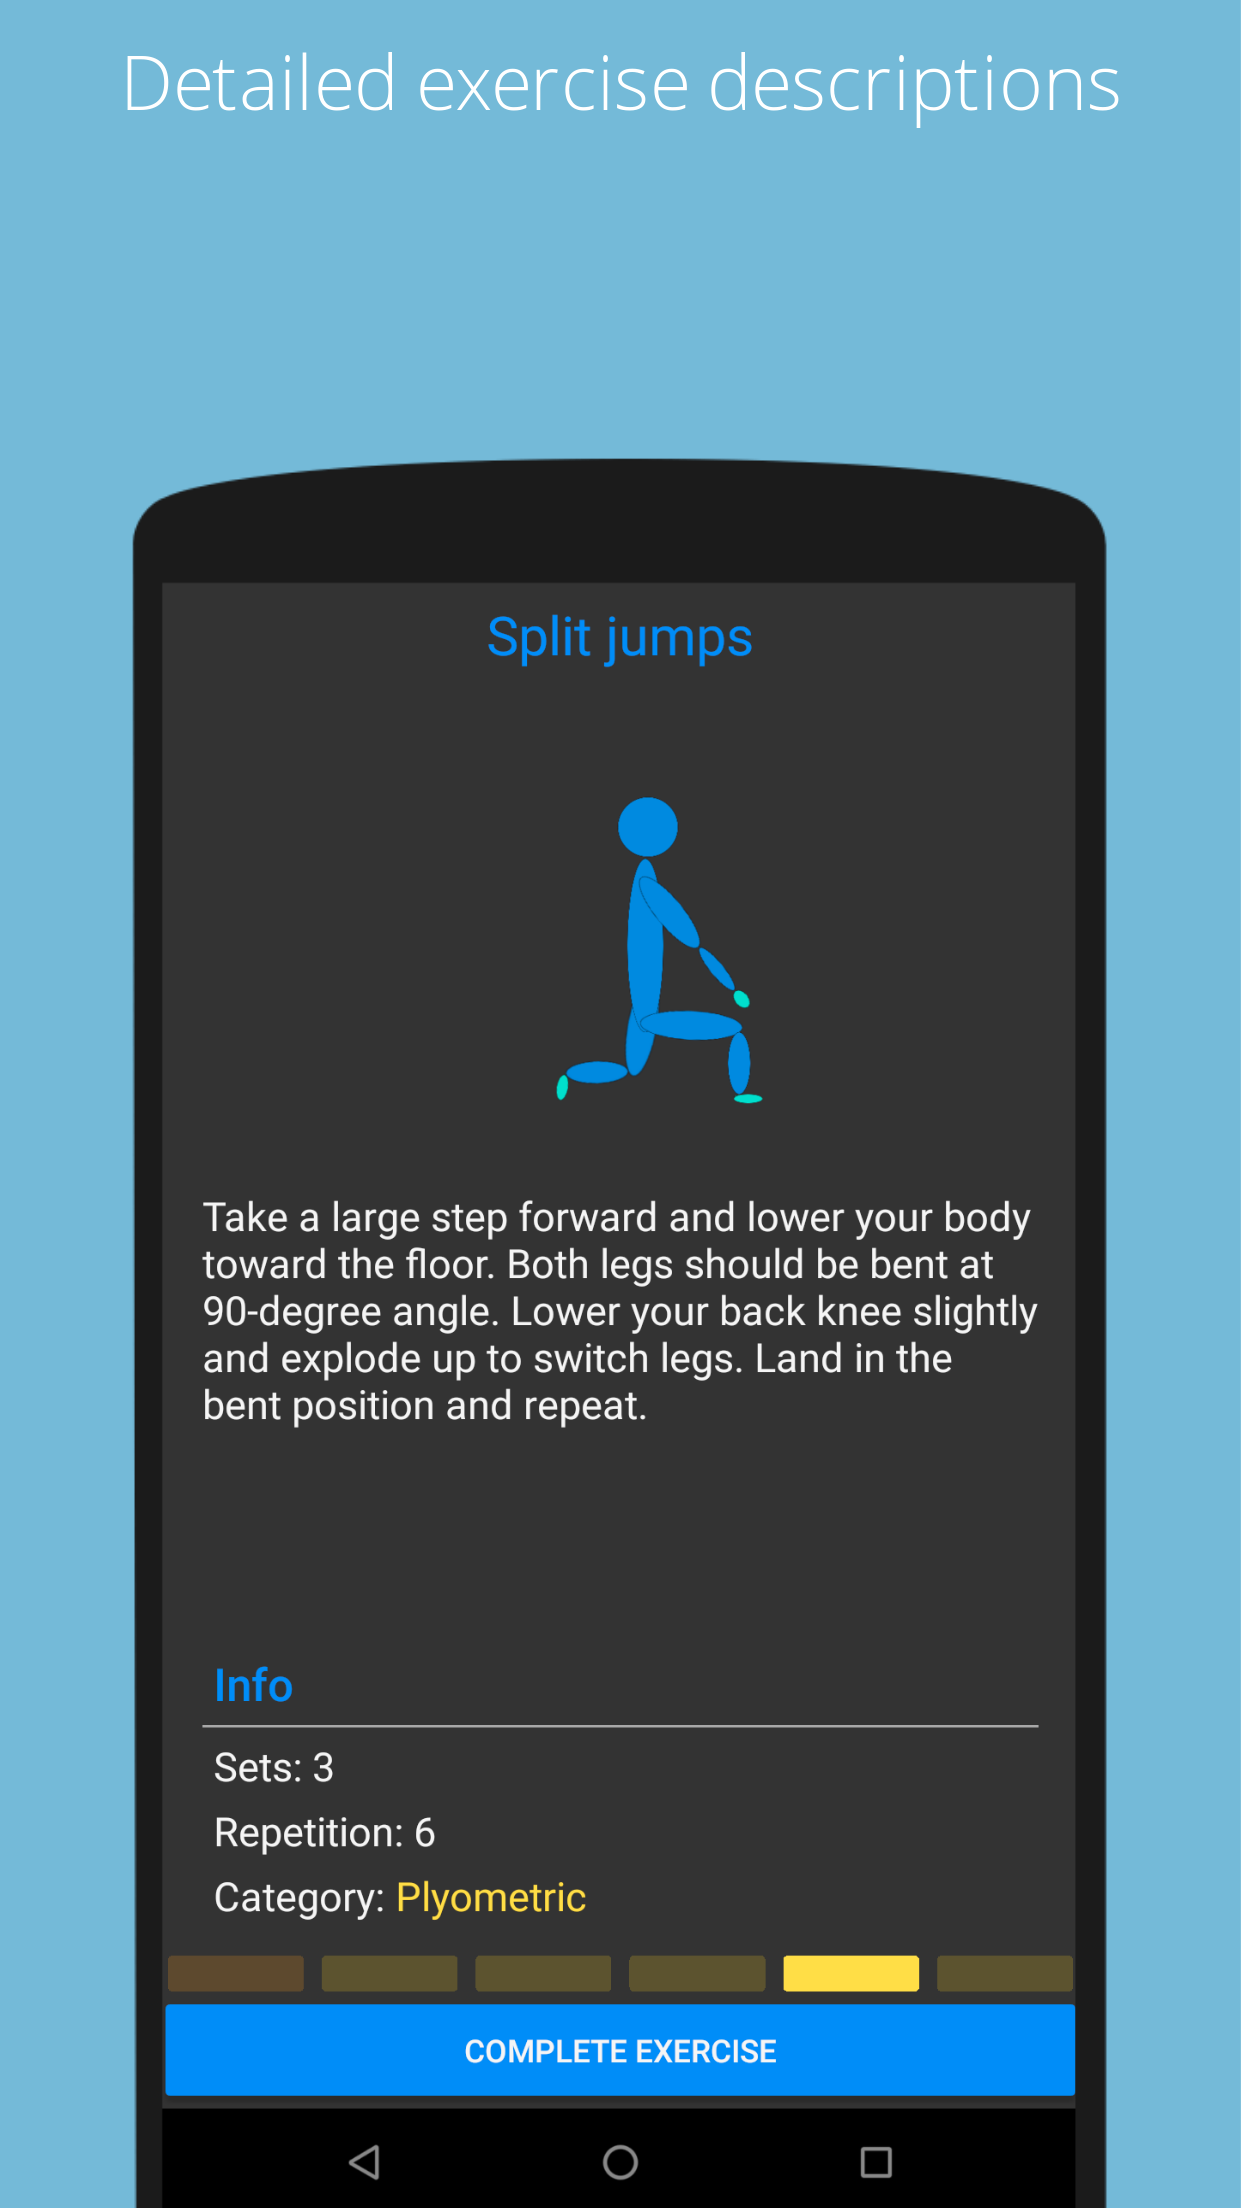 Detailed exercise descriptions
Split jumps
Take a large step forward and lower your body
toward the floor. Both legs should be bent at
90-degree angle. Lower your back knee slightly
and explode up to switch legs. Land in the
bent position and repeat.
Info
Sets: 3
Repetition: 6
Category: Plyometric
COMPLETE EXERCISE